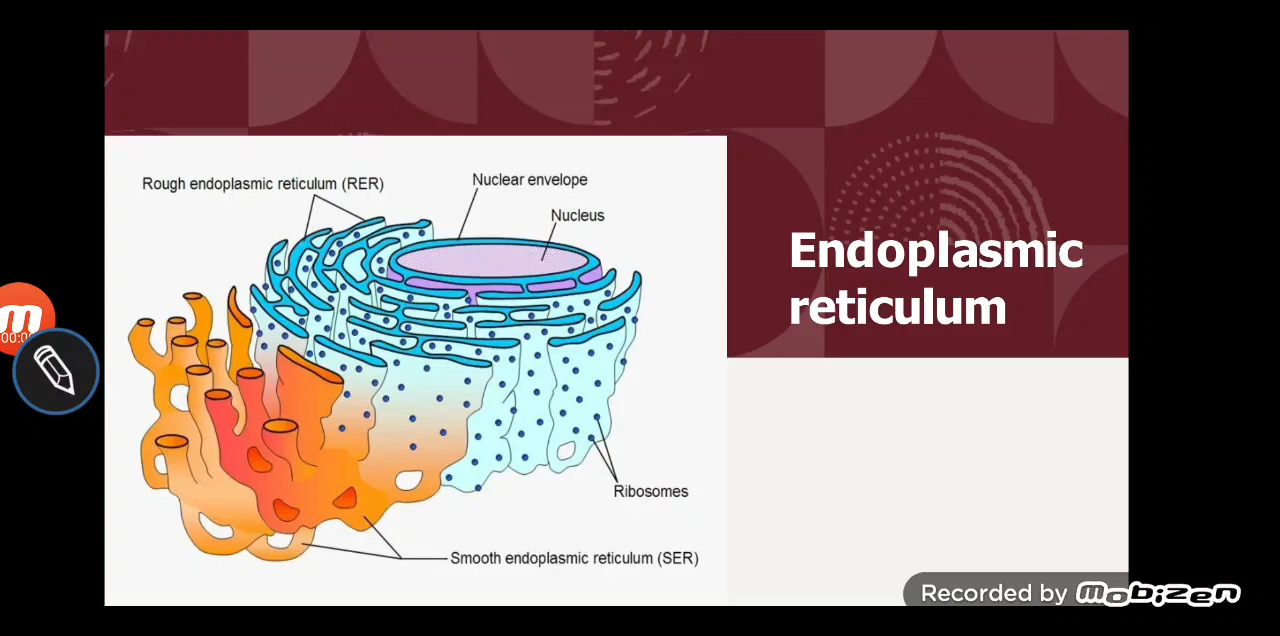 Rough endoplasmic reticulum (RER)
Nuclear envelope
Nucleus
Endoplasmic
reticulum
Ribosomes
Smooth endoplasmic reticulum (SER)
Recorded by mobizen